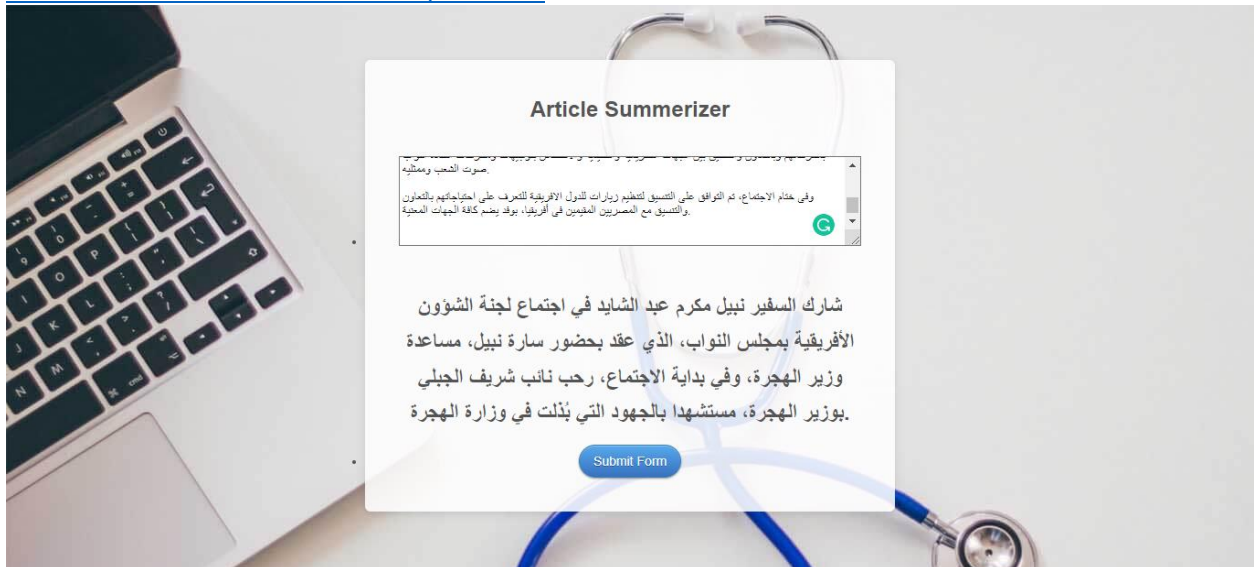 Article Summerizer
صوت الشعب وممثليه.
وفى ختام الاجتماع، تم التوافق على التنسيق لتنظيم زيارات للدول الافريقية للتعرف على احتياجاتهم بالتعاون
والتنسيق مع المصريين المقيمين فى أفريقيا، بوفد يضم كافة الجهات المعنية.
شارك السفير نبيل مكرم عبد الشايد في اجتماع لجنة الشؤون
الأفريقية بمجلس النواب، الذي عقد بحضور سارة نبيل، مساعدة
وزير الهجرة، وفي بداية الاجتماع، رحب نائب شريف الجبلي
بوزير الهجرة، مستشهدا بالجهود التي بُذلت في وزارة الهجرة.
Submit Form